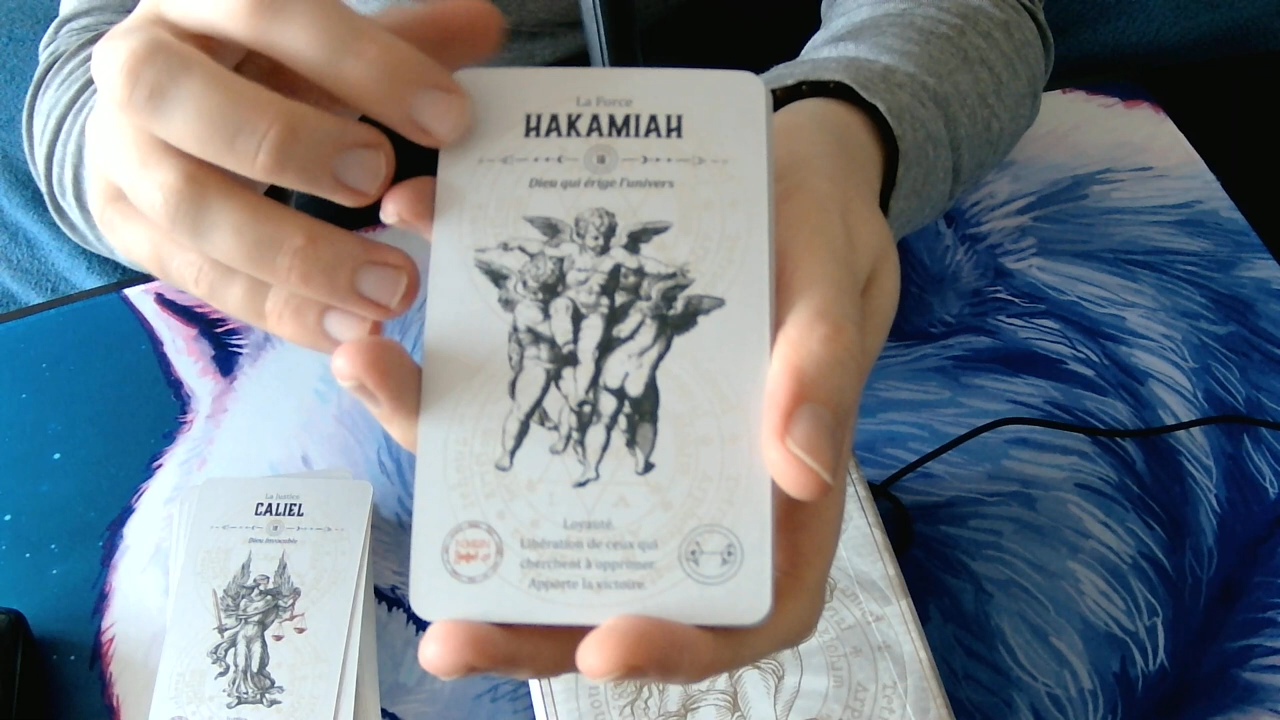 La Force
HAKAMIAH
Dieu qui érige l'univers
Loyauté.
Libération de ceux qui
cherchent à opprimer.
Apporte la victoire.
La Justice
CALIEL
Dieu invocable